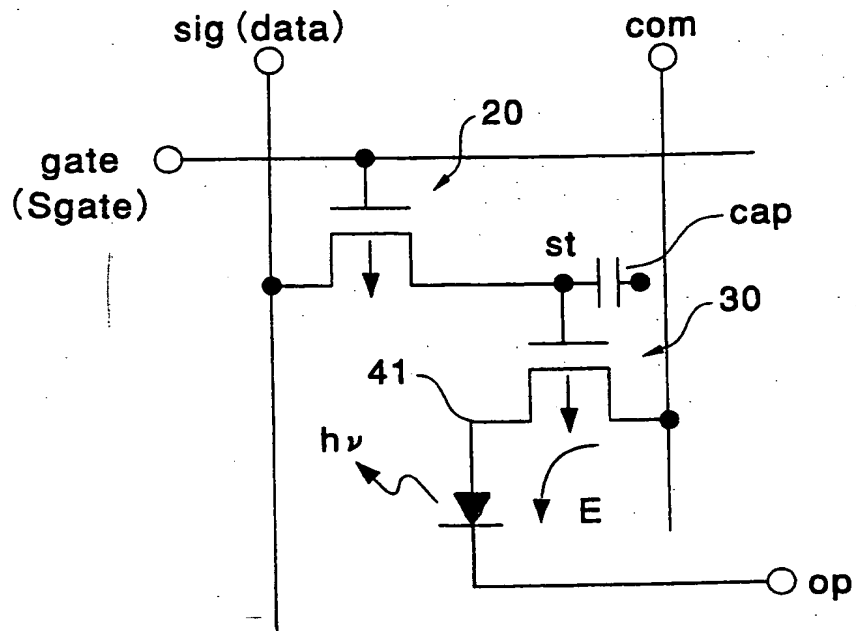 sig (data)
com
20
gate
(Sgate)
cap
st
30
41
hν
E
op